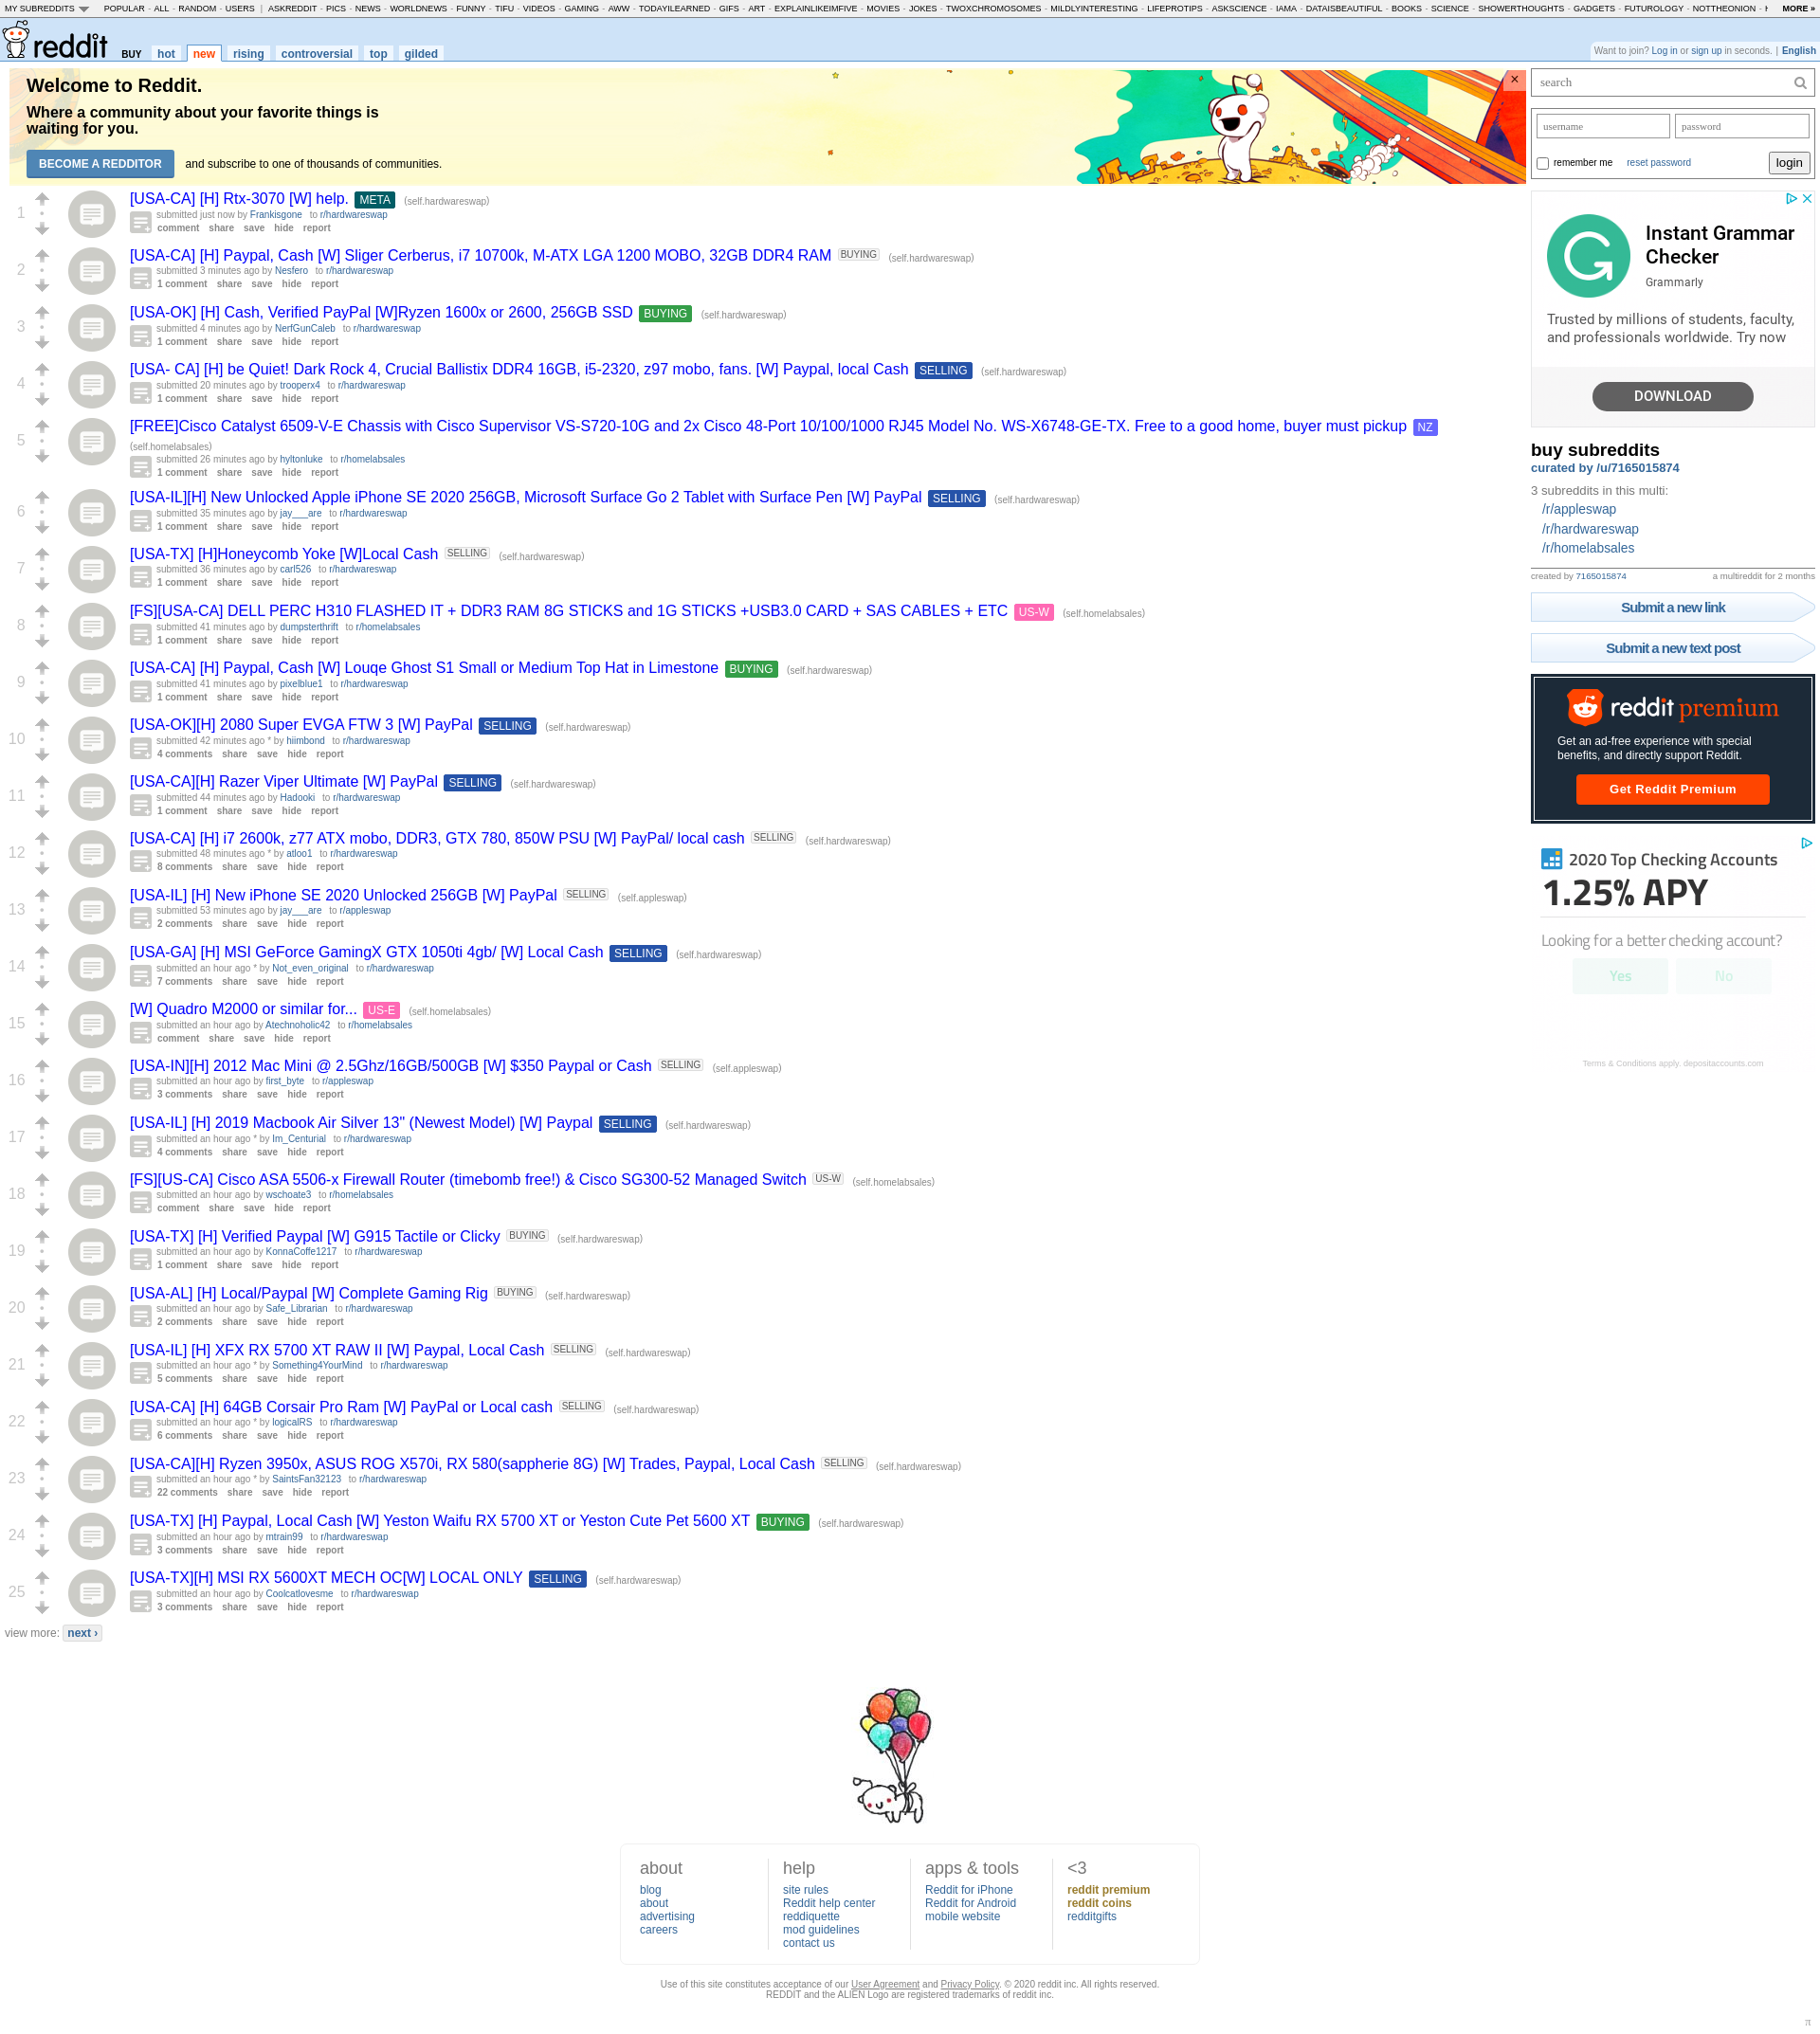 MY SUBREDDITS POPULAR - ALL - RANDOM - USERS | ASKREDDIT - PICS - NEWS - WORLDNEWS - FUNNY - TIFU - VIDEOS - GAMING - AWW - TODAYILEARNED - GIFS - ART - EXPLAINLIKEIMFIVE - MOVIES - JOKES - TWOXCHROMOSOMES - MILDLYINTERESTING - LIFEPROTIPS - ASKSCIENCE - IAMA - DATAISBEAUTIFUL - BOOKS - SCIENCE - SHOWERTHOUGHTS - GADGETS - FUTUROLOGY - NOTTHEONION - MORE »
reddit BUY hot new rising controversial top gilded
Want to join? Log in or sign up in seconds. | English
Welcome to Reddit.
Where a community about your favorite things is
waiting for you.
BECOME A REDDITOR and subscribe to one of thousands of communities.
×
1
[USA-CA] [H] Rtx-3070 [W] help. META (self.hardwareswap)
submitted just now by Frankisgone to r/hardwareswap
comment share save hide report
2
[USA-CA] [H] Paypal, Cash [W] Sliger Cerberus, i7 10700k, M-ATX LGA 1200 MOBO, 32GB DDR4 RAM BUYING (self.hardwareswap)
submitted 3 minutes ago by Nesfero to r/hardwareswap
1 comment share save hide report
3
[USA-OK] [H] Cash, Verified PayPal [W]Ryzen 1600x or 2600, 256GB SSD BUYING (self.hardwareswap)
submitted 4 minutes ago by NerfGunCaleb to r/hardwareswap
1 comment share save hide report
4
[USA- CA] [H] be Quiet! Dark Rock 4, Crucial Ballistix DDR4 16GB, i5-2320, z97 mobo, fans. [W] Paypal, local Cash SELLING (self.hardwareswap)
submitted 20 minutes ago by trooperx4 to r/hardwareswap
1 comment share save hide report
5
[FREE]Cisco Catalyst 6509-V-E Chassis with Cisco Supervisor VS-S720-10G and 2x Cisco 48-Port 10/100/1000 RJ45 Model No. WS-X6748-GE-TX. Free to a good home, buyer must pickup NZ
(self.homelabsales)
submitted 26 minutes ago by hyltonluke to r/homelabsales
1 comment share save hide report
6
[USA-IL][H] New Unlocked Apple iPhone SE 2020 256GB, Microsoft Surface Go 2 Tablet with Surface Pen [W] PayPal SELLING (self.hardwareswap)
submitted 35 minutes ago by jay___are to r/hardwareswap
1 comment share save hide report
7
[USA-TX] [H]Honeycomb Yoke [W]Local Cash SELLING (self.hardwareswap)
submitted 36 minutes ago by carl526 to r/hardwareswap
1 comment share save hide report
8
[FS][USA-CA] DELL PERC H310 FLASHED IT + DDR3 RAM 8G STICKS and 1G STICKS +USB3.0 CARD + SAS CABLES + ETC US-W (self.homelabsales)
submitted 41 minutes ago by dumpsterthrift to r/homelabsales
1 comment share save hide report
9
[USA-CA] [H] Paypal, Cash [W] Louqe Ghost S1 Small or Medium Top Hat in Limestone BUYING (self.hardwareswap)
submitted 41 minutes ago by pixelblue1 to r/hardwareswap
1 comment share save hide report
10
[USA-OK][H] 2080 Super EVGA FTW 3 [W] PayPal SELLING (self.hardwareswap)
submitted 42 minutes ago * by hiimbond to r/hardwareswap
4 comments share save hide report
11
[USA-CA][H] Razer Viper Ultimate [W] PayPal SELLING (self.hardwareswap)
submitted 44 minutes ago by Hadooki to r/hardwareswap
1 comment share save hide report
12
[USA-CA] [H] i7 2600k, z77 ATX mobo, DDR3, GTX 780, 850W PSU [W] PayPal/ local cash SELLING (self.hardwareswap)
submitted 48 minutes ago * by atloo1 to r/hardwareswap
8 comments share save hide report
13
[USA-IL] [H] New iPhone SE 2020 Unlocked 256GB [W] PayPal SELLING (self.appleswap)
submitted 53 minutes ago by jay___are to r/appleswap
2 comments share save hide report
14
[USA-GA] [H] MSI GeForce GamingX GTX 1050ti 4gb/ [W] Local Cash SELLING (self.hardwareswap)
submitted an hour ago * by Not_even_original to r/hardwareswap
7 comments share save hide report
15
[W] Quadro M2000 or similar for... US-E (self.homelabsales)
submitted an hour ago by Atechnoholic42 to r/homelabsales
comment share save hide report
16
[USA-IN][H] 2012 Mac Mini @ 2.5Ghz/16GB/500GB [W] $350 Paypal or Cash SELLING (self.appleswap)
submitted an hour ago by first_byte to r/appleswap
3 comments share save hide report
17
[USA-IL] [H] 2019 Macbook Air Silver 13" (Newest Model) [W] Paypal SELLING (self.hardwareswap)
submitted an hour ago * by Im_Centurial to r/hardwareswap
4 comments share save hide report
18
[FS][US-CA] Cisco ASA 5506-x Firewall Router (timebomb free!) & Cisco SG300-52 Managed Switch US-W (self.homelabsales)
submitted an hour ago by wschoate3 to r/homelabsales
comment share save hide report
19
[USA-TX] [H] Verified Paypal [W] G915 Tactile or Clicky BUYING (self.hardwareswap)
submitted an hour ago by KonnaCoffe1217 to r/hardwareswap
1 comment share save hide report
20
[USA-AL] [H] Local/Paypal [W] Complete Gaming Rig BUYING (self.hardwareswap)
submitted an hour ago by Safe_Librarian to r/hardwareswap
2 comments share save hide report
21
[USA-IL] [H] XFX RX 5700 XT RAW II [W] Paypal, Local Cash SELLING (self.hardwareswap)
submitted an hour ago * by Something4YourMind to r/hardwareswap
5 comments share save hide report
22
[USA-CA] [H] 64GB Corsair Pro Ram [W] PayPal or Local cash SELLING (self.hardwareswap)
submitted an hour ago * by logicalRS to r/hardwareswap
6 comments share save hide report
23
[USA-CA][H] Ryzen 3950x, ASUS ROG X570i, RX 580(sappherie 8G) [W] Trades, Paypal, Local Cash SELLING (self.hardwareswap)
submitted an hour ago * by SaintsFan32123 to r/hardwareswap
22 comments share save hide report
24
[USA-TX] [H] Paypal, Local Cash [W] Yeston Waifu RX 5700 XT or Yeston Cute Pet 5600 XT BUYING (self.hardwareswap)
submitted an hour ago by mtrain99 to r/hardwareswap
3 comments share save hide report
25
[USA-TX][H] MSI RX 5600XT MECH OC[W] LOCAL ONLY SELLING (self.hardwareswap)
submitted an hour ago by Coolcatlovesme to r/hardwareswap
3 comments share save hide report
view more: next ›
search
username password
remember me reset password login
Instant Grammar
Checker
Grammarly
Trusted by millions of students, faculty,
and professionals worldwide. Try now
DOWNLOAD
buy subreddits
curated by /u/7165015874
3 subreddits in this multi:
/r/appleswap
/r/hardwareswap
/r/homelabsales
created by 7165015874 a multireddit for 2 months
Submit a new link
Submit a new text post
reddit premium
Get an ad-free experience with special
benefits, and directly support Reddit.
Get Reddit Premium
2020 Top Checking Accounts
1.25% APY
Looking for a better checking account?
Yes No
Terms & Conditions apply. depositaccounts.com
about
blog
about
advertising
careers
help
site rules
Reddit help center
reddiquette
mod guidelines
contact us
apps & tools
Reddit for iPhone
Reddit for Android
mobile website
<3
reddit premium
reddit coins
redditgifts
Use of this site constitutes acceptance of our User Agreement and Privacy Policy. © 2020 reddit inc. All rights reserved.
REDDIT and the ALIEN Logo are registered trademarks of reddit inc.
π